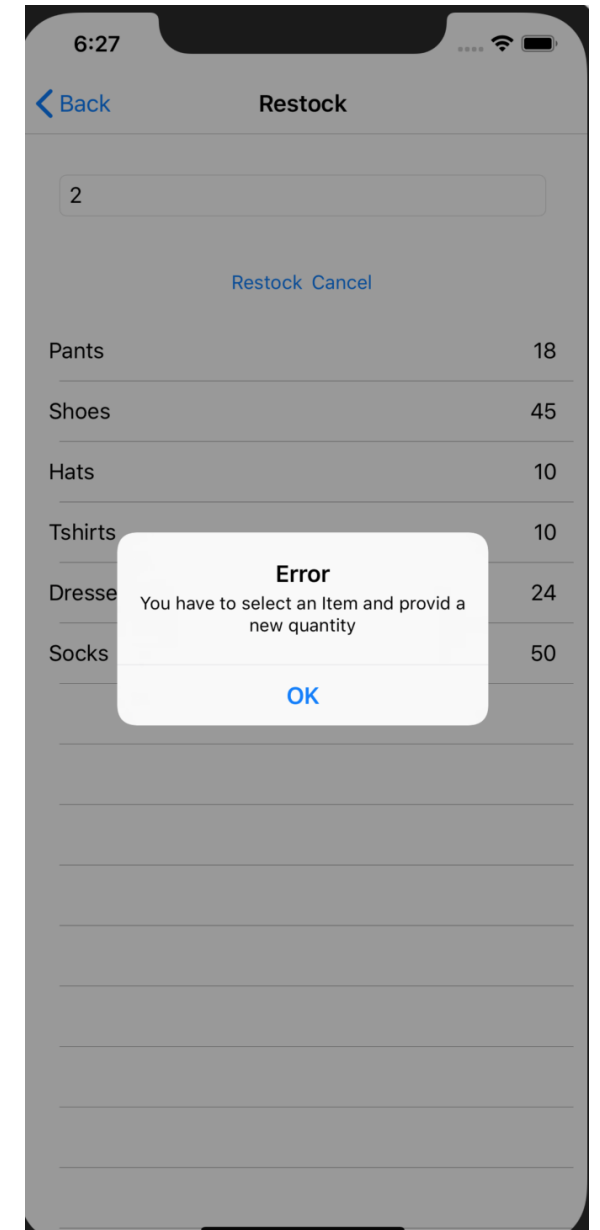 6:27
Back Restock
2
Restock Cancel
Pants 18
Shoes 45
Hats 10
Tshirts 10
Dresse 24
Socks 50
Error
You have to select an Item and provid a
new quantity
OK